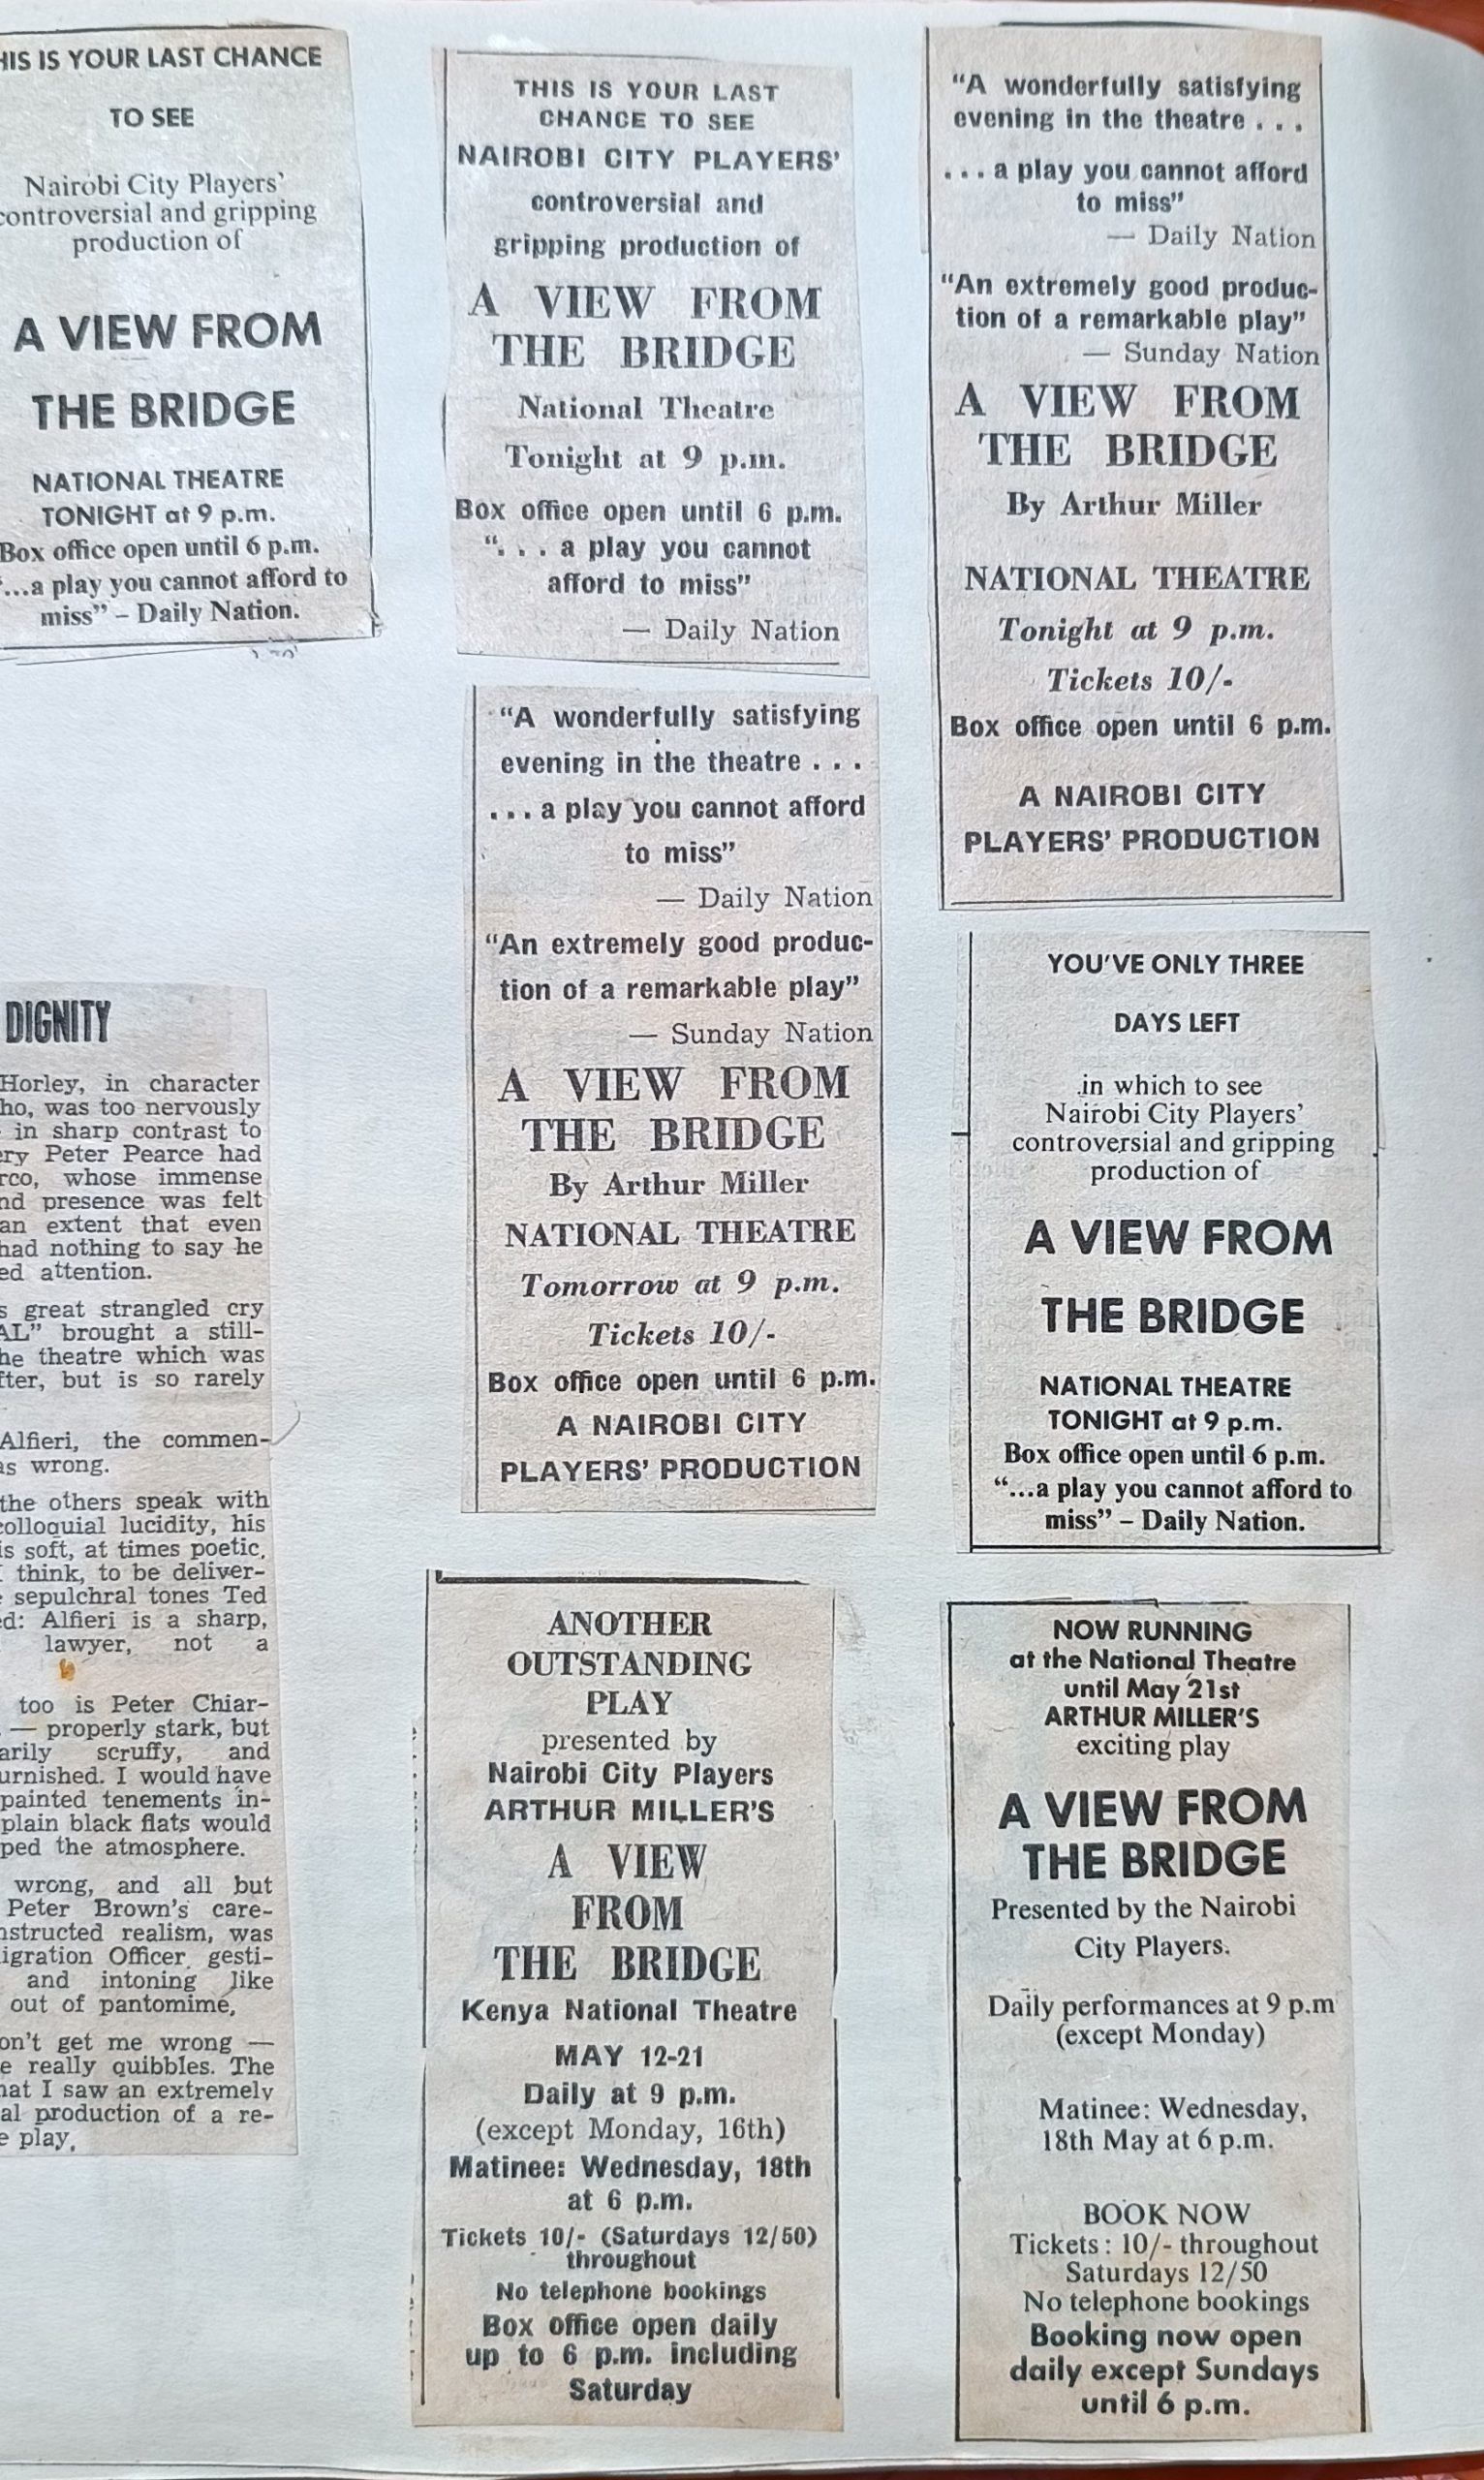 HIS IS YOUR LAST CHANCE
TO SEE
Nairobi City Players'
controversial and gripping
production of
A VIEW FROM
THE BRIDGE
NATIONAL THEATRE
TONIGHT at 9 p.m.
Box office open until 6 p.m.
"...a play you cannot afford to
miss" – Daily Nation.
DIGNITY
Horley, in character
ho, was too nervously
in sharp contrast to
ery Peter Pearce had
rco, whose immense
nd presence was felt
an extent that even
had nothing to say he
ed attention.
s great strangled cry
AL" brought a still-
he theatre which was
fter, but is so rarely
Alfieri, the commen-
as wrong.
the others speak with
colloquial lucidity, his
is soft, at times poetic.
I think, to be deliver-
sepulchral tones Ted
ed: Alfieri is a sharp,
lawyer, not a
too is Peter Chiar-
— properly stark, but
arily scruffy, and
urnished. I would have
painted tenements in-
plain black flats would
ped the atmosphere.
wrong, and all but
Peter Brown's care-
nstructed realism, was
igration Officer gesti-
and intoning like
out of pantomime,
on't get me wrong —
e really quibbles. The
hat I saw an extremely
al production of a re-
e play.
THIS IS YOUR LAST
CHANCE TO SEE
NAIROBI CITY PLAYERS'
controversial and
gripping production of
A VIEW FROM
THE BRIDGE
National Theatre
Tonight at 9 p.m.
Box office open until 6 p.m.
". . . a play you cannot
afford to miss"
— Daily Nation
"A wonderfully satisfying
evening in the theatre . . .
. . . a play you cannot afford
to miss"
— Daily Nation
"An extremely good produc-
tion of a remarkable play"
— Sunday Nation
A VIEW FROM
THE BRIDGE
By Arthur Miller
NATIONAL THEATRE
Tomorrow at 9 p.m.
Tickets 10/-
Box office open until 6 p.m.
A NAIROBI CITY
PLAYERS' PRODUCTION
ANOTHER
OUTSTANDING
PLAY
presented by
Nairobi City Players
ARTHUR MILLER'S
A VIEW
FROM
THE BRIDGE
Kenya National Theatre
MAY 12-21
Daily at 9 p.m.
(except Monday, 16th)
Matinee: Wednesday, 18th
at 6 p.m.
Tickets 10/- (Saturdays 12/50)
throughout
No telephone bookings
Box office open daily
up to 6 p.m. including
Saturday
"A wonderfully satisfying
evening in the theatre . . .
. . . a play you cannot afford
to miss"
— Daily Nation
"An extremely good produc-
tion of a remarkable play"
— Sunday Nation
A VIEW FROM
THE BRIDGE
By Arthur Miller
NATIONAL THEATRE
Tonight at 9 p.m.
Tickets 10/-
Box office open until 6 p.m.
A NAIROBI CITY
PLAYERS' PRODUCTION
YOU'VE ONLY THREE
DAYS LEFT
in which to see
Nairobi City Players'
controversial and gripping
production of
A VIEW FROM
THE BRIDGE
NATIONAL THEATRE
TONIGHT at 9 p.m.
Box office open until 6 p.m.
"...a play you cannot afford to
miss" – Daily Nation.
NOW RUNNING
at the National Theatre
until May 21st
ARTHUR MILLER'S
exciting play
A VIEW FROM
THE BRIDGE
Presented by the Nairobi
City Players.
Daily performances at 9 p.m
(except Monday)
Matinee: Wednesday,
18th May at 6 p.m.
BOOK NOW
Tickets : 10/- throughout
Saturdays 12/50
No telephone bookings
Booking now open
daily except Sundays
until 6 p.m.